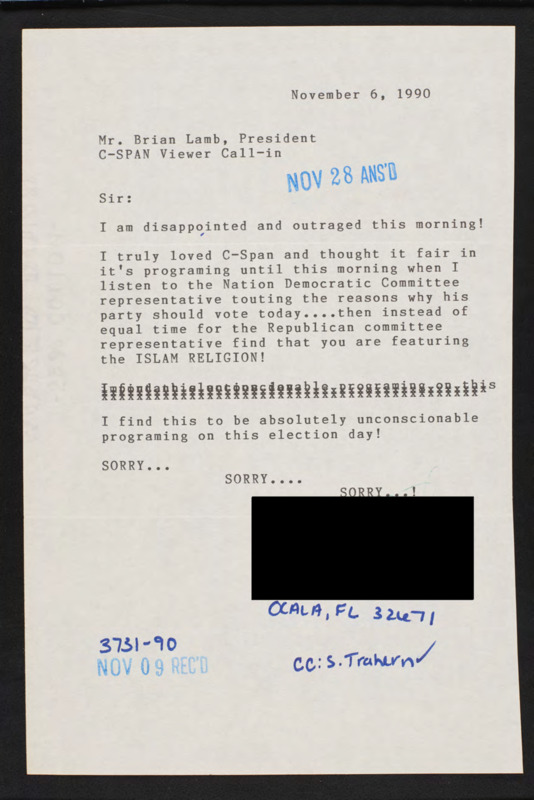 November 6, 1990
Mr. Brian Lamb, President
C-SPAN Viewer Call-in
NOV 28 ANS'D
Sir:
I am disappointed and outraged this morning!
I truly loved C-Span and thought it fair in
it's programing until this morning when I
listen to the Nation Democratic Committee
representative touting the reasons why his
party should vote today....then instead of
equal time for the Republican committee
representative find that you are featuring
the ISLAM RELIGION!
programing on this
I find this to be absolutely unconscionable
programing on this election day!
SORRY...
SORRY....
SORRY...!
OCALA, FL 32671
3731-90
NOV 09 REC'D
CC: S. Trahern✓